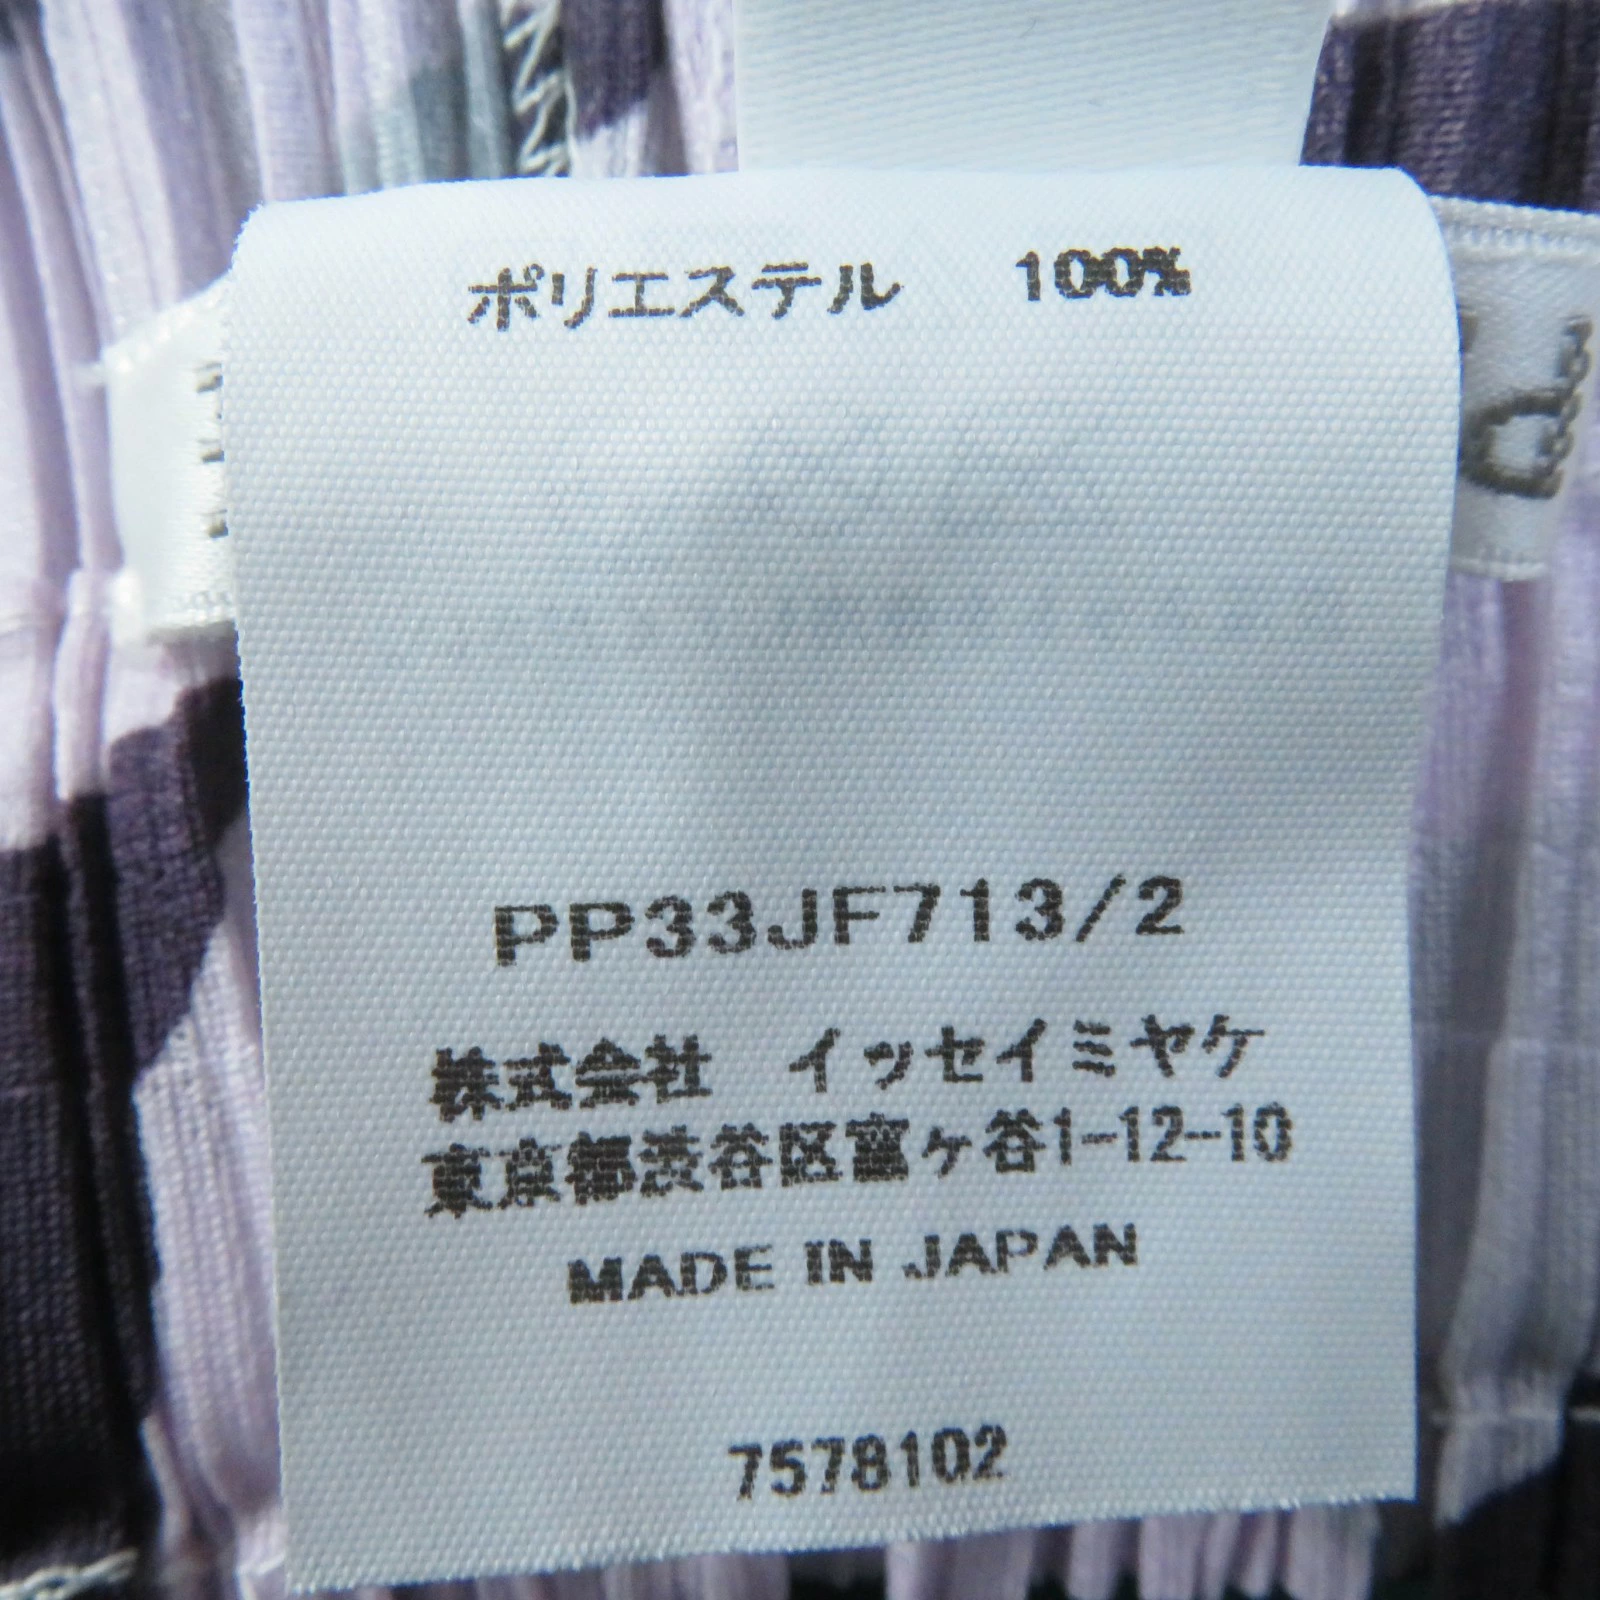 ポリエステル 100%
PP33JF713/2
株式会社 イッセイミヤケ
東京都渋谷区富ヶ谷1-12-10
MADE IN JAPAN
7578102